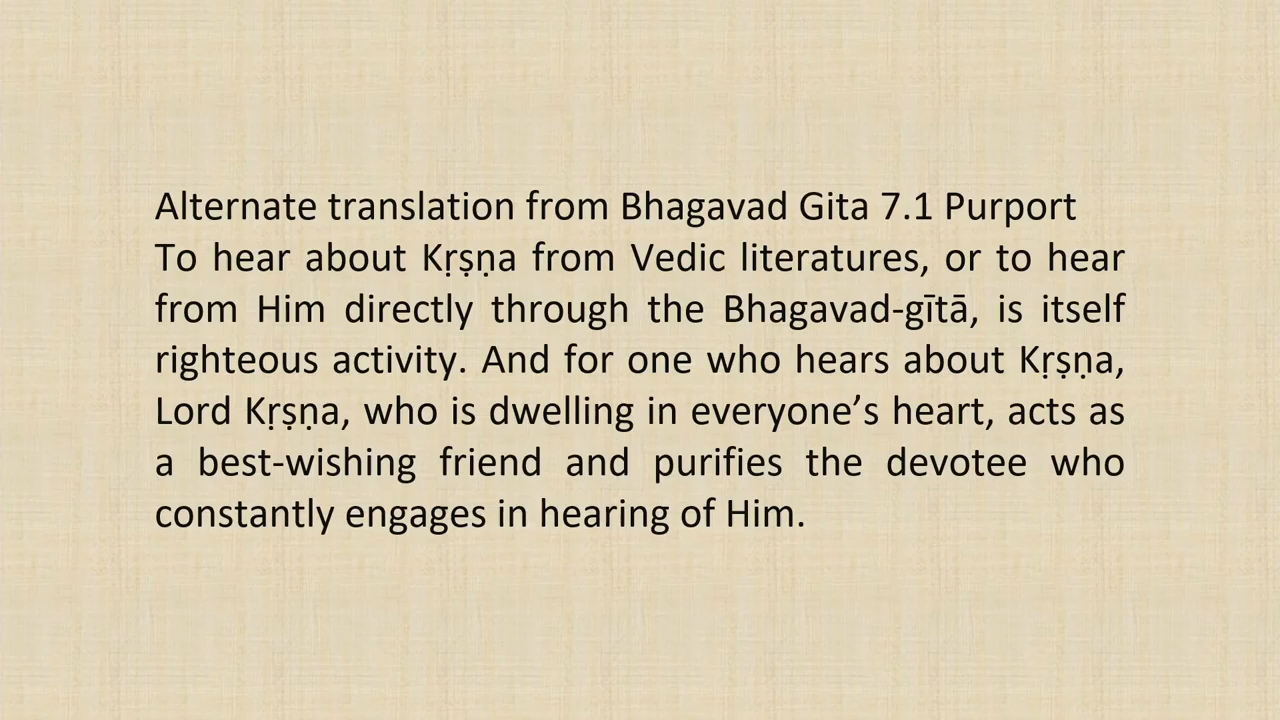 Alternate translation from Bhagavad Gita 7.1 Purport
To hear about Kṛṣṇa from Vedic literatures, or to hear
from Him directly through the Bhagavad-gītā, is itself
righteous activity. And for one who hears about Kṛṣṇa,
Lord Kṛṣṇa, who is dwelling in everyone’s heart, acts as
a best-wishing friend and purifies the devotee who
constantly engages in hearing of Him.